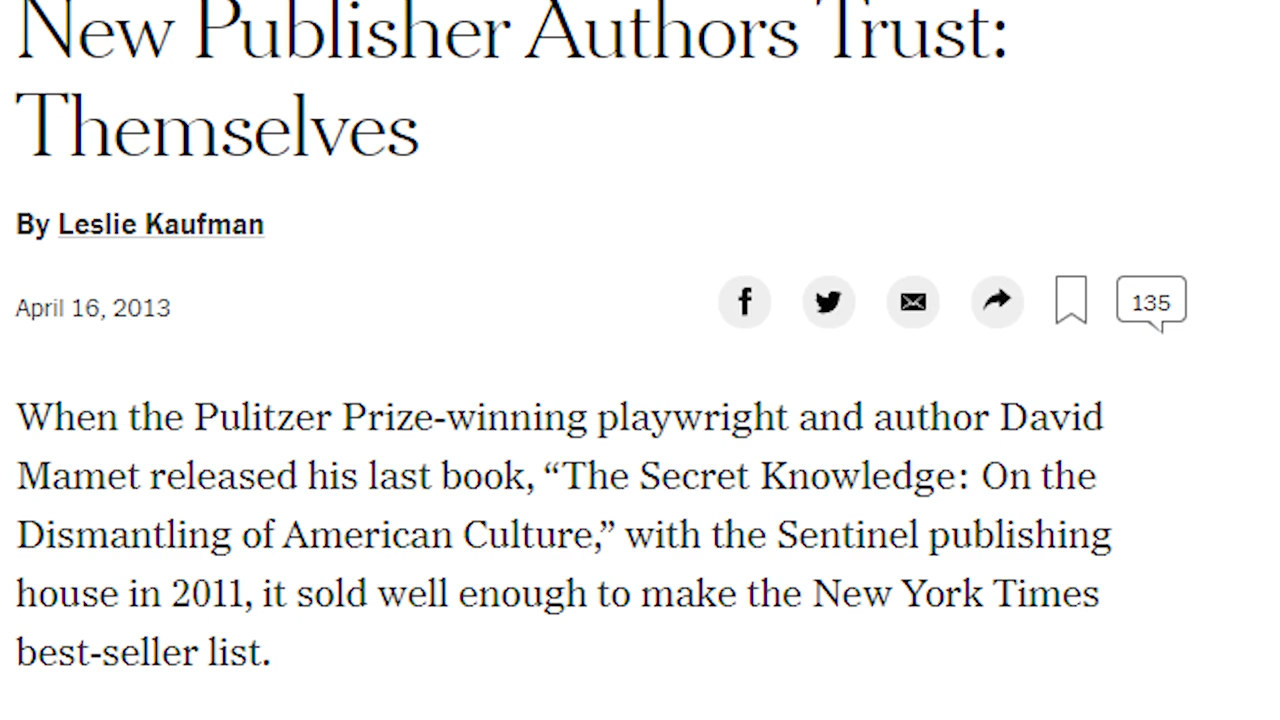 New Publisher Authors Trust:
Themselves
By Leslie Kaufman
April 16, 2013
135
When the Pulitzer Prize-winning playwright and author David
Mamet released his last book, “The Secret Knowledge: On the
Dismantling of American Culture,” with the Sentinel publishing
house in 2011, it sold well enough to make the New York Times
best-seller list.